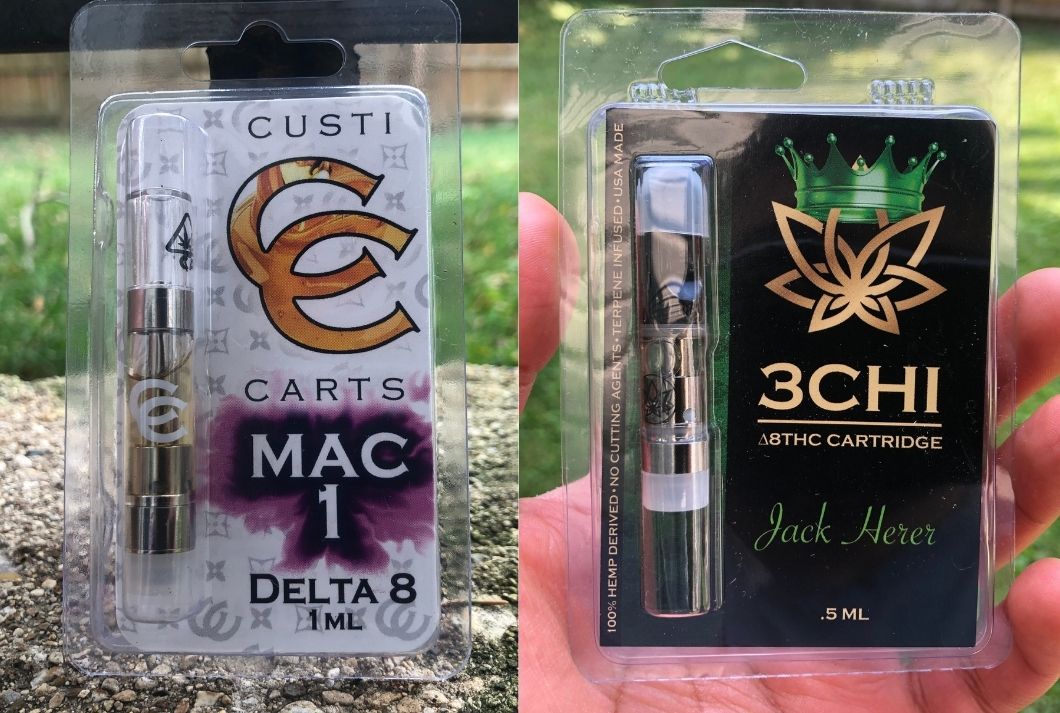 CUSTI
CARTS
MAC
1
DELTA 8
1ML
100% HEMP DERIVED • NO CUTTING AGENTS • TERPENE INFUSED • USA MADE
3CHI
Δ8THC CARTRIDGE
Jack Herer
.5 ML